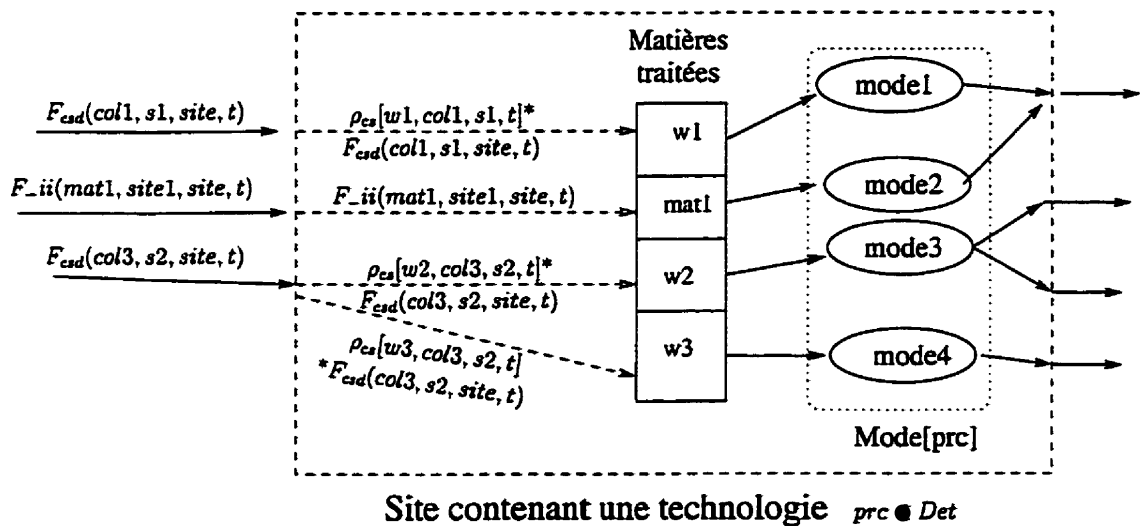 Matières
traitées
F_csd(col1, s1, site, t)
ρ_cs[w1, col1, s1, t]*
F_csd(col1, s1, site, t)
w1
mode1
F_ii(mat1, site1, site, t)
F_ii(mat1, site1, site, t)
mat1
mode2
F_csd(col3, s2, site, t)
ρ_cs[w2, col3, s2, t]*
F_csd(col3, s2, site, t)
w2
mode3
ρ_cs[w3, col3, s2, t]
*F_csd(col3, s2, site, t)
w3
mode4
Mode[prc]
Site contenant une technologie prc ∈ Det